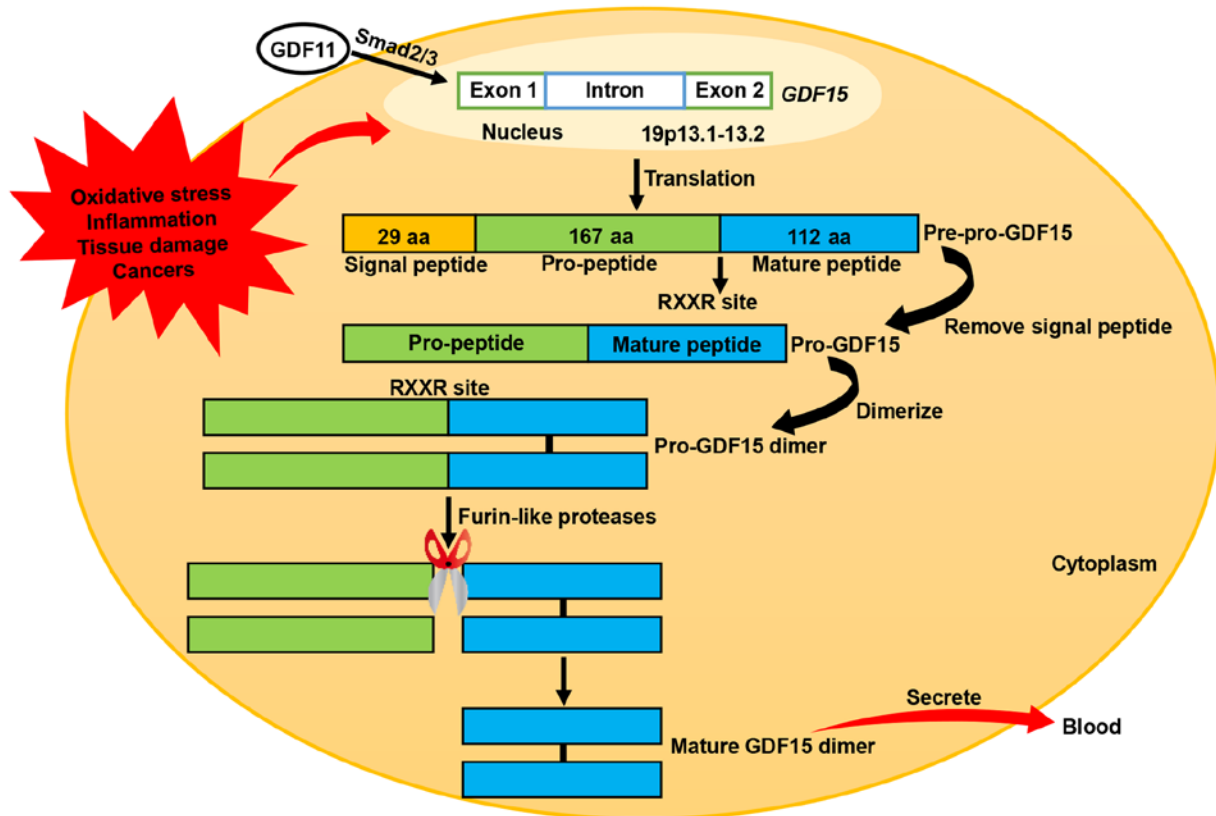 GDF11
Smad2/3
Exon 1 Intron Exon 2 GDF15
Nucleus 19p13.1-13.2
Oxidative stress
Inflammation
Tissue damage
Cancers
Translation
29 aa 167 aa 112 aa Pre-pro-GDF15
Signal peptide Pro-peptide Mature peptide
RXXR site
Remove signal peptide
Pro-peptide Mature peptide Pro-GDF15
RXXR site
Dimerize
Pro-GDF15 dimer
Furin-like proteases
Cytoplasm
Secrete
Mature GDF15 dimer
Blood